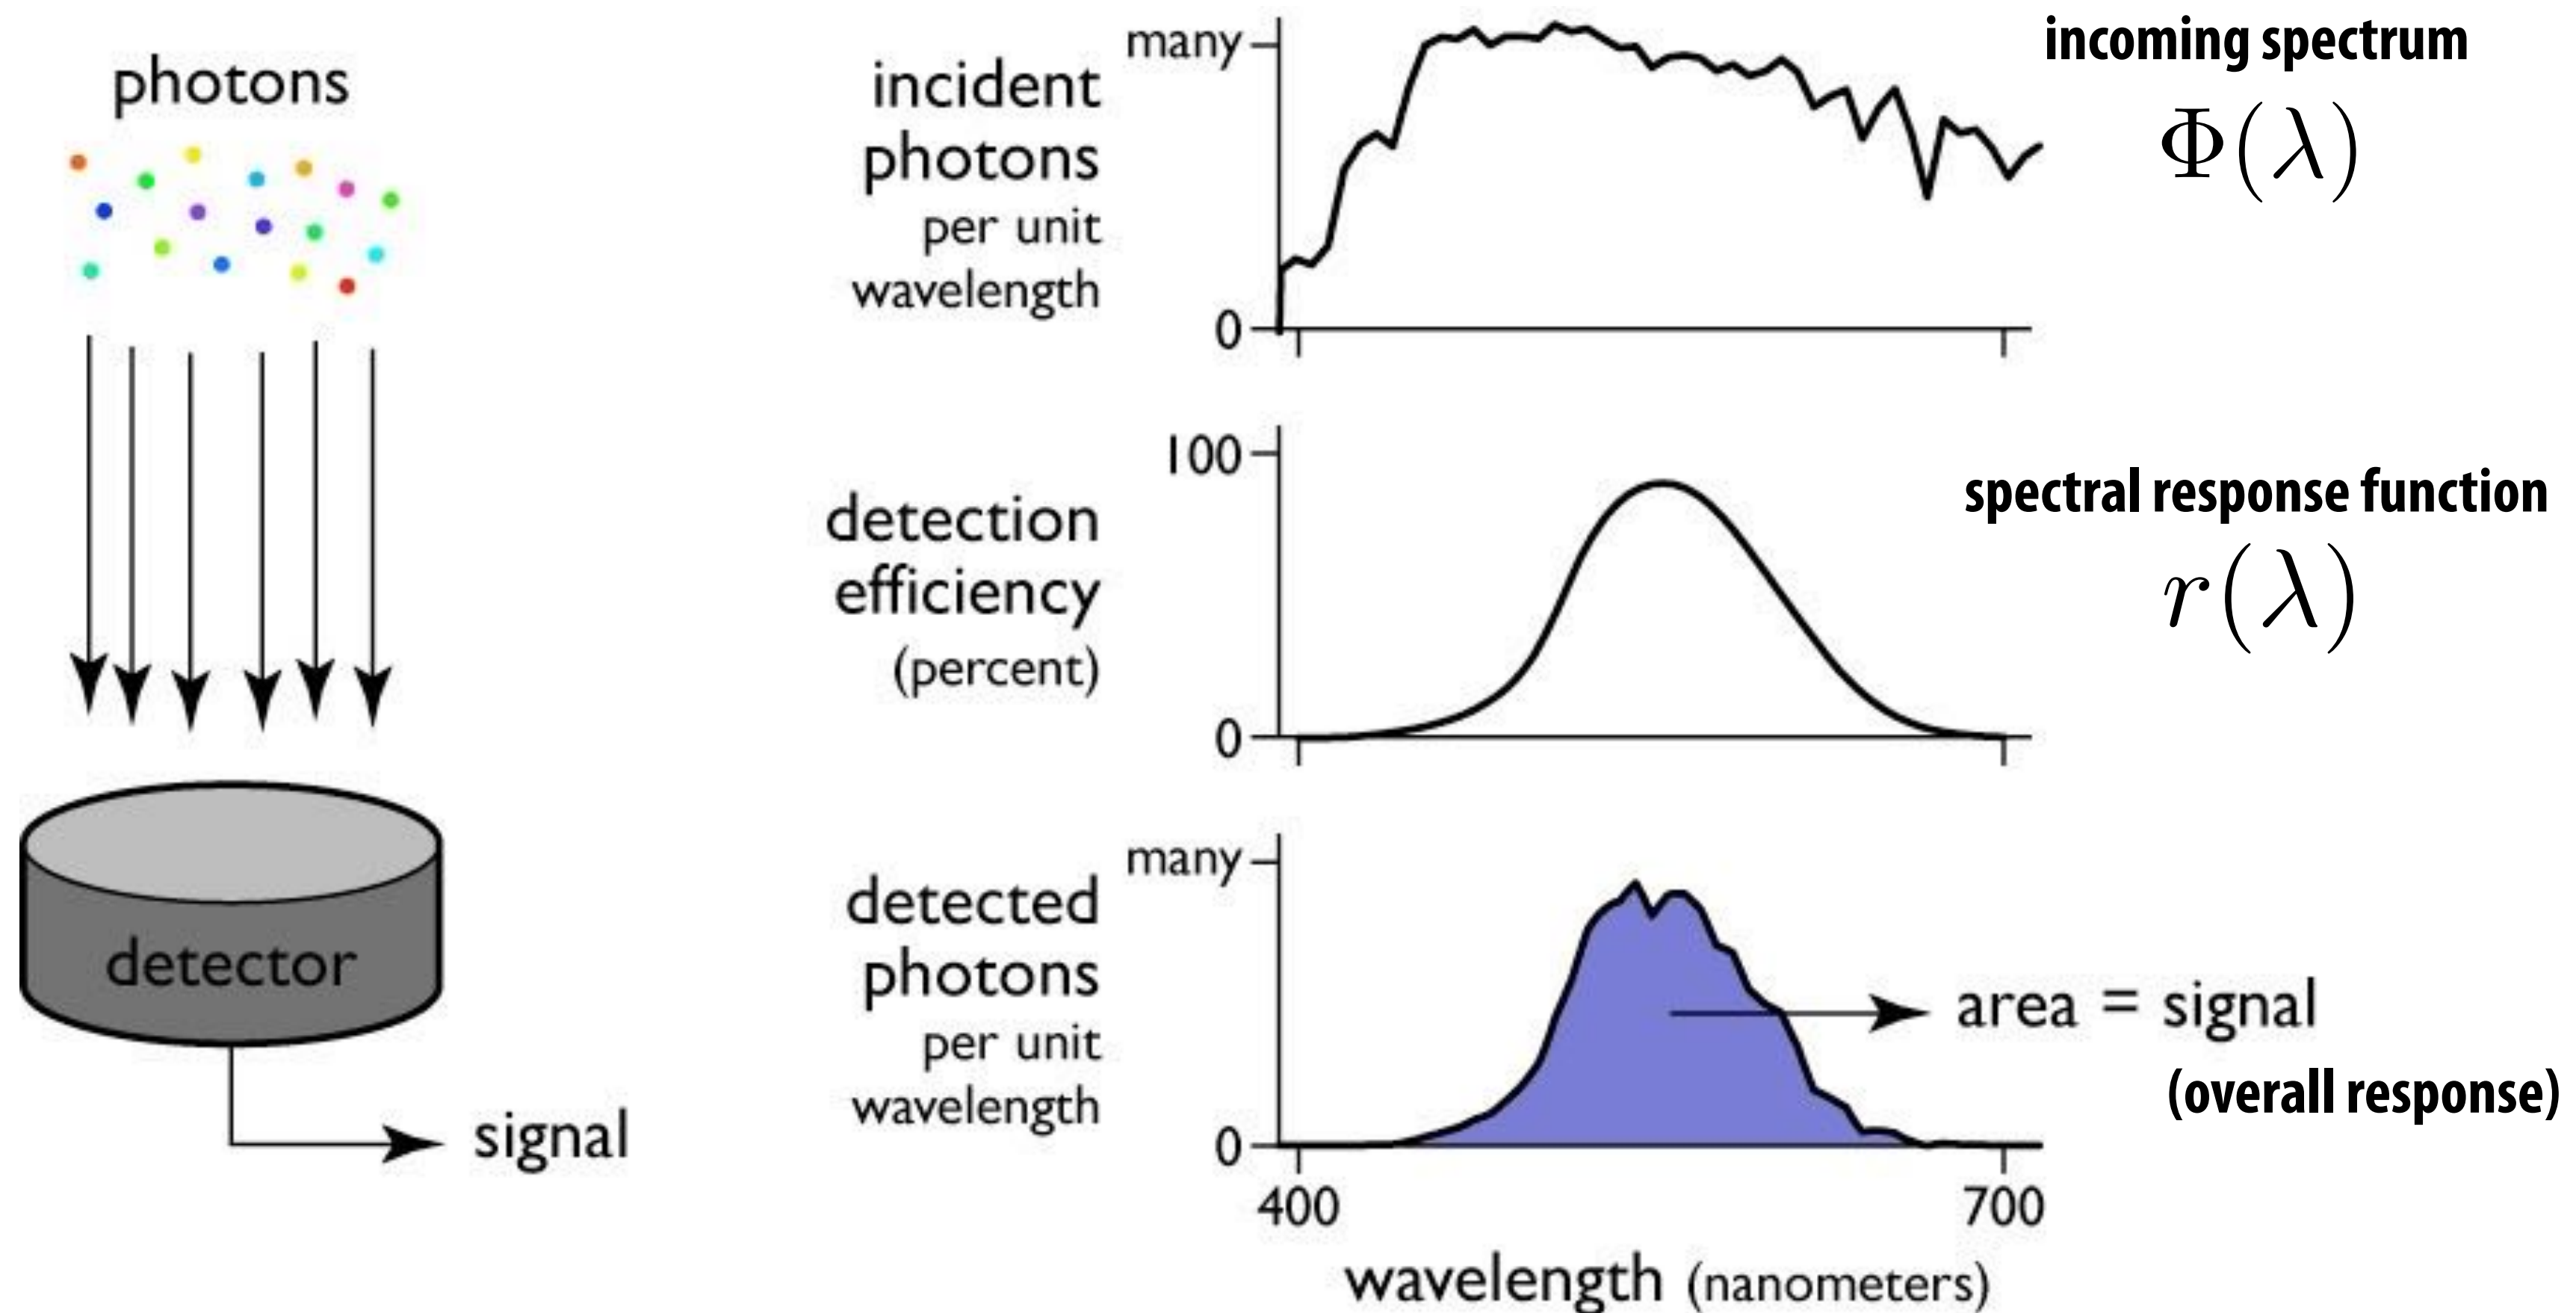 photons
detector
signal
incident
photons
per unit
wavelength
many
0
incoming spectrum
Φ(λ)
detection
efficiency
(percent)
100
0
spectral response function
r(λ)
detected
photons
per unit
wavelength
many
0
area = signal
(overall response)
400
700
wavelength (nanometers)